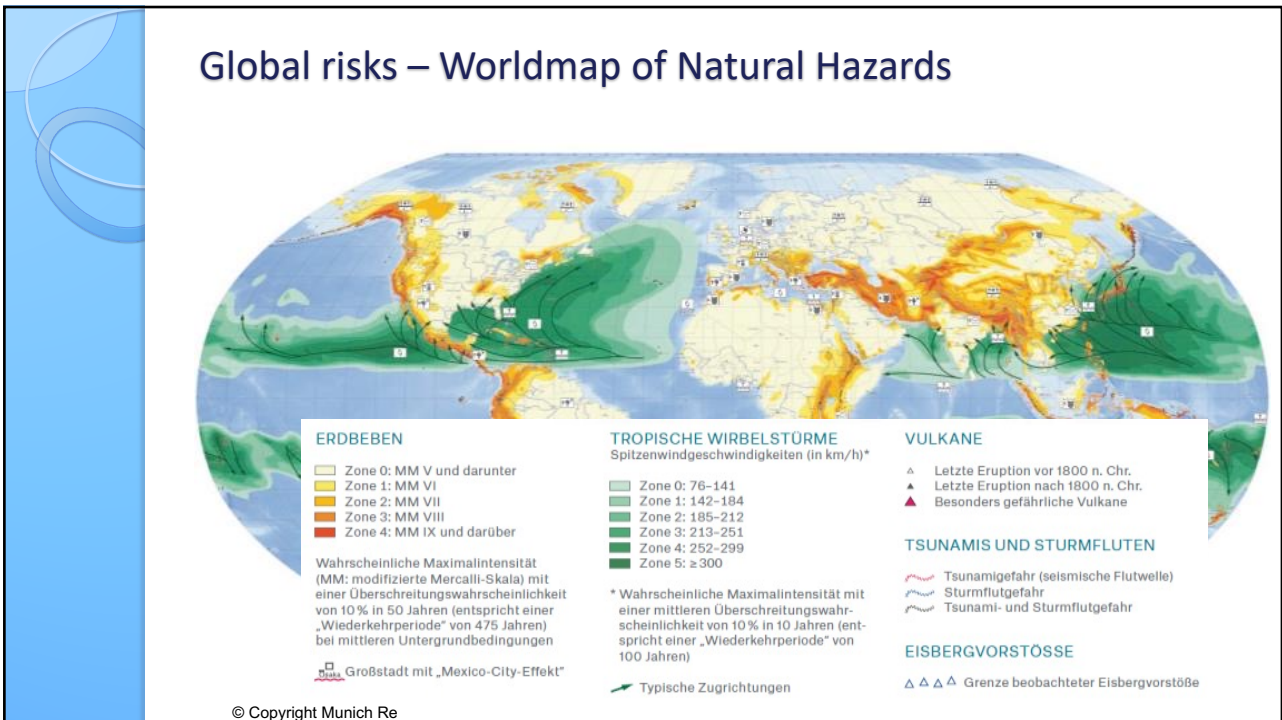 Global risks – Worldmap of Natural Hazards
ERDBEBEN
Zone 0: MM V und darunter
Zone 1: MM VI
Zone 2: MM VII
Zone 3: MM VIII
Zone 4: MM IX und darüber
Wahrscheinliche Maximalintensität
(MM: modifizierte Mercalli-Skala) mit
einer Überschreitungswahrscheinlichkeit
von 10 % in 50 Jahren (entspricht einer
„Wiederkehrperiode“ von 475 Jahren)
bei mittleren Untergrundbedingungen
Osaka Großstadt mit „Mexico-City-Effekt“
TROPISCHE WIRBELSTÜRME
Spitzenwindgeschwindigkeiten (in km/h)*
Zone 0: 76–141
Zone 1: 142–184
Zone 2: 185–212
Zone 3: 213–251
Zone 4: 252–299
Zone 5: ≥ 300
* Wahrscheinliche Maximalintensität mit
einer mittleren Überschreitungswahr-
scheinlichkeit von 10 % in 10 Jahren (ent-
spricht einer „Wiederkehrperiode“ von
100 Jahren)
Typische Zugrichtungen
VULKANE
Letzte Eruption vor 1800 n. Chr.
Letzte Eruption nach 1800 n. Chr.
Besonders gefährliche Vulkane
TSUNAMIS UND STURMFLUTEN
Tsunamigefahr (seismische Flutwelle)
Sturmflutgefahr
Tsunami- und Sturmflutgefahr
EISBERGVORSTÖSSE
Grenze beobachteter Eisbergvorstöße
© Copyright Munich Re